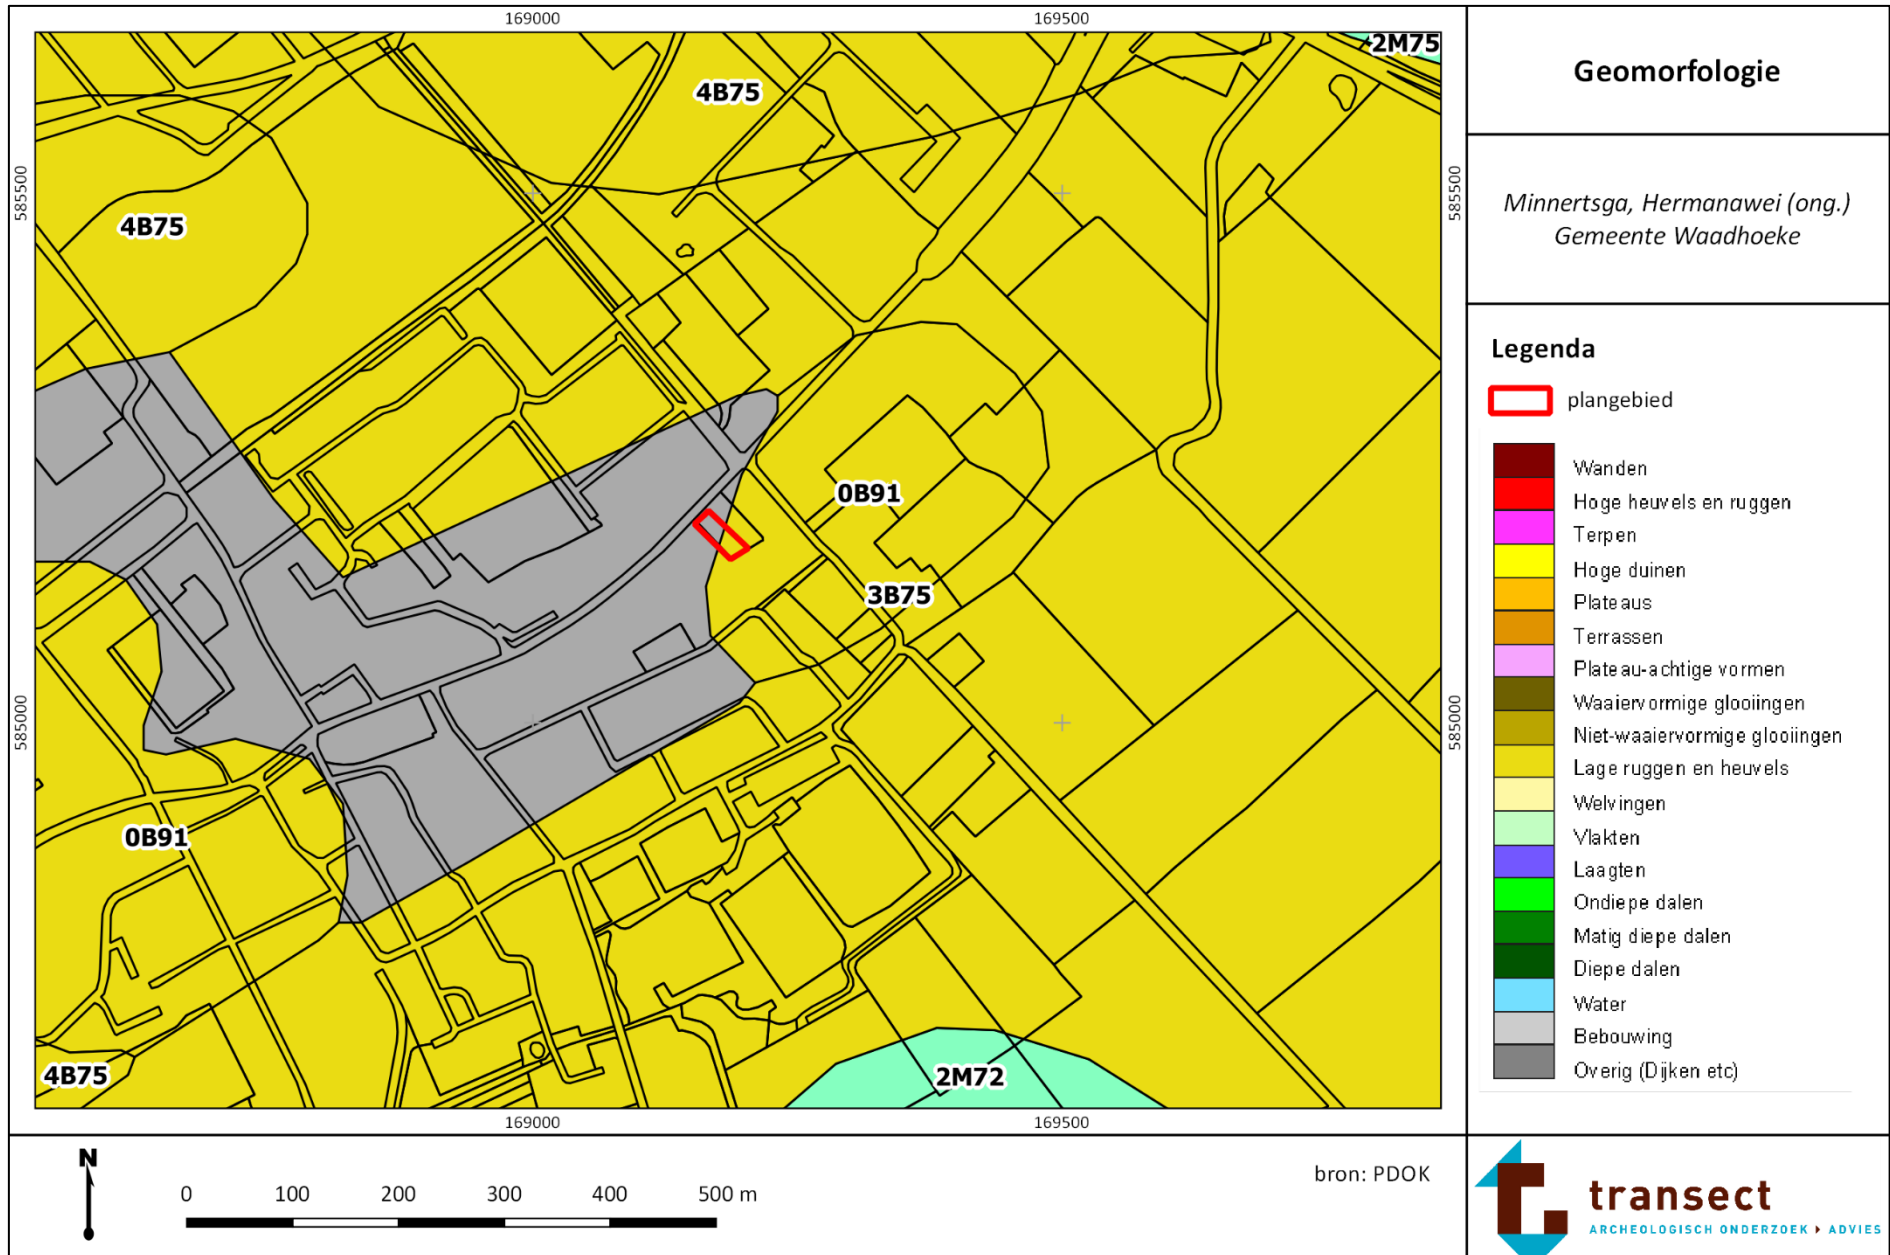 169000
169500
585500
585500
585000
585000
2M75
4B75
4B75
0B91
3B75
0B91
4B75
2M72
169000
169500
Geomorfologie
Minnertsga, Hermanawei (ong.)
Gemeente Waadhoeke
Legenda
plangebied
Wanden
Hoge heuvels en ruggen
Terpen
Hoge duinen
Plateaus
Terrassen
Plateau-achtige vormen
Waaiervormige glooiingen
Niet-waaiervormige glooiingen
Lage ruggen en heuvels
Welvingen
Vlakten
Laagten
Ondiepe dalen
Matig diepe dalen
Diepe dalen
Water
Bebouwing
Overig (Dijken etc)
N
0 100 200 300 400 500 m
bron: PDOK
transect
ARCHEOLOGISCH ONDERZOEK ▸ ADVIES